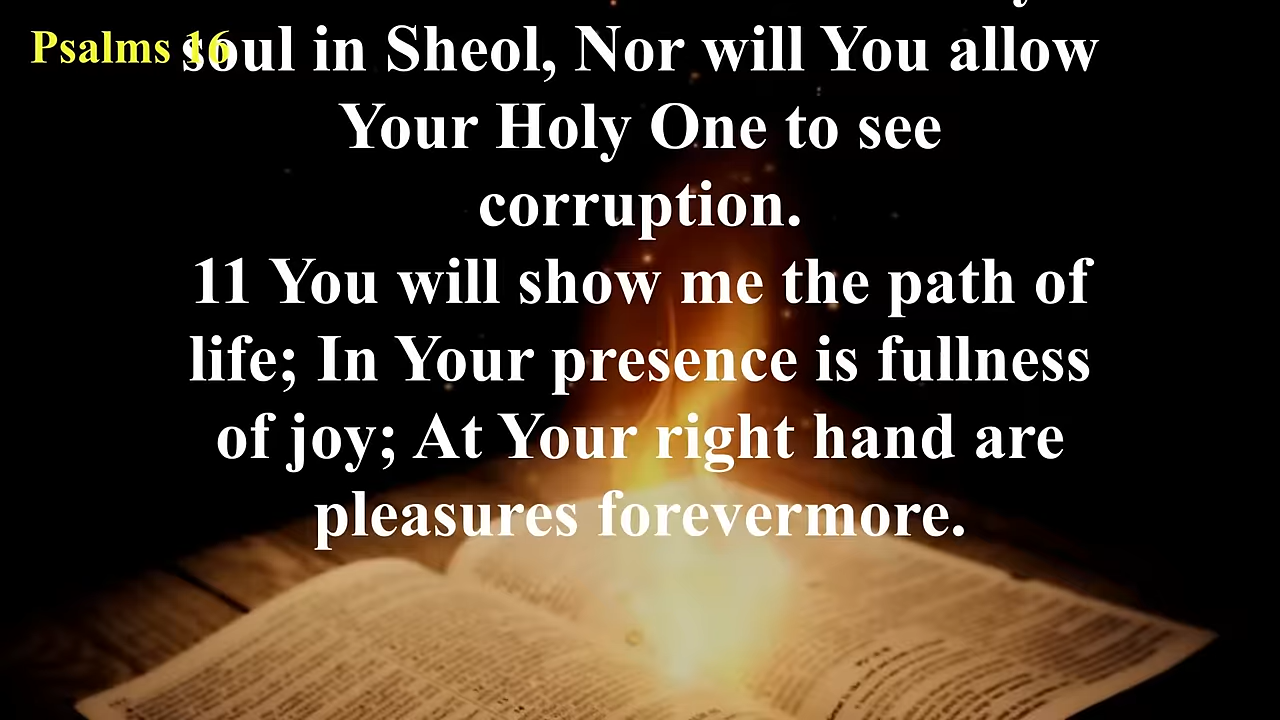 Psalms 16
soul in Sheol, Nor will You allow
Your Holy One to see
corruption.
11 You will show me the path of
life; In Your presence is fullness
of joy; At Your right hand are
pleasures forevermore.